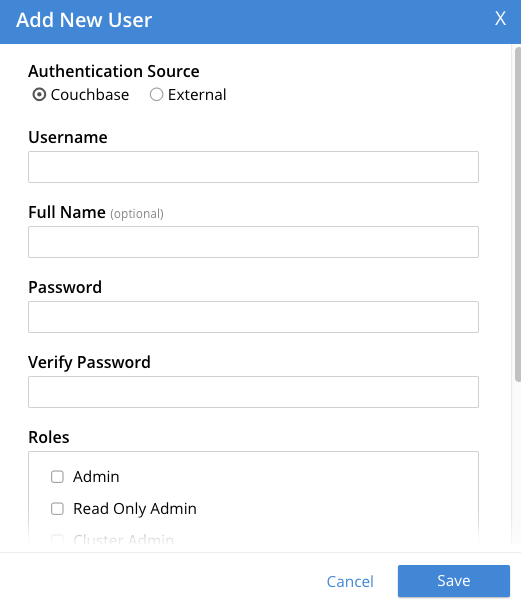 Add New User X
Authentication Source
Couchbase External
Username
Full Name (optional)
Password
Verify Password
Roles
Admin
Read Only Admin
Cluster Admin
Cancel Save